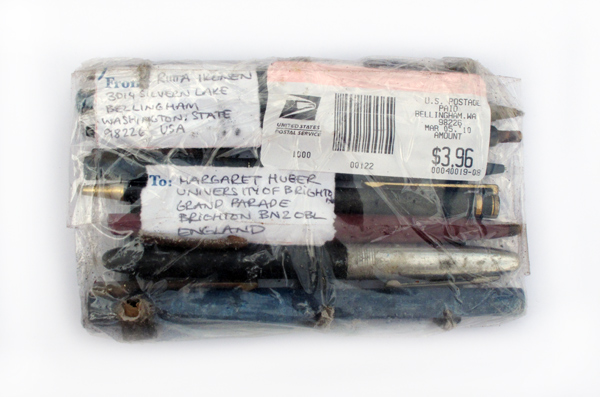 From: RIITTA IKONEN
3014 SILVERN LAKE
BELLINGHAM
WASHINGTON, STATE
98226 USA
UNITED STATES
POSTAL SERVICE
1000
00122
U.S. POSTAGE
PAID
BELLINGHAM, WA
98226
MAR 05, 10
AMOUNT
$3.96
00040019-08
To: MARGARET HUBER
UNIVERSITY OF BRIGHTON
GRAND PARADE
BRIGHTON BN2 0BL
ENGLAND